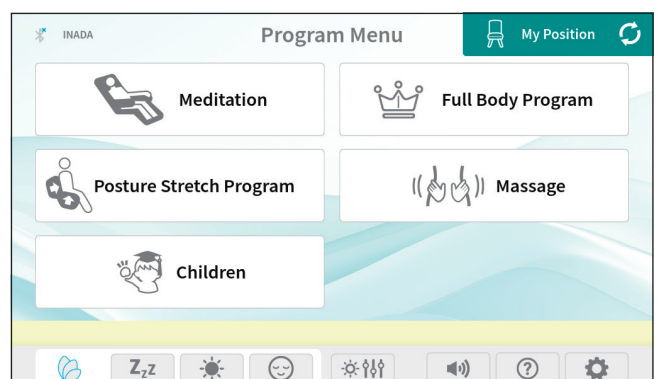 INADA
Program Menu
My Position
Meditation
Full Body Program
Posture Stretch Program
Massage
Children
ZzZ
?